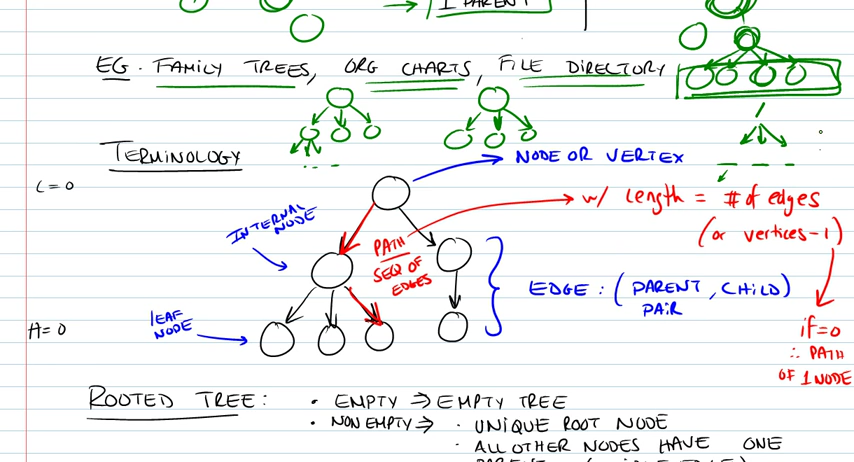 1 PARENT
EG. FAMILY TREES, ORG CHARTS, FILE DIRECTORY
TERMINOLOGY
NODE OR VERTEX
L=0
w/ length = # of edges
(or vertices-1)
INTERNAL
NODE
PATH
SEQ OF
EDGES
EDGE : (PARENT, CHILD)
PAIR
leaf
NODE
H=0
if=0
∴ PATH
OF 1 NODE
ROOTED TREE: • EMPTY ⇒ EMPTY TREE
• NON EMPTY ⇒ · UNIQUE ROOT NODE
· ALL OTHER NODES HAVE ONE